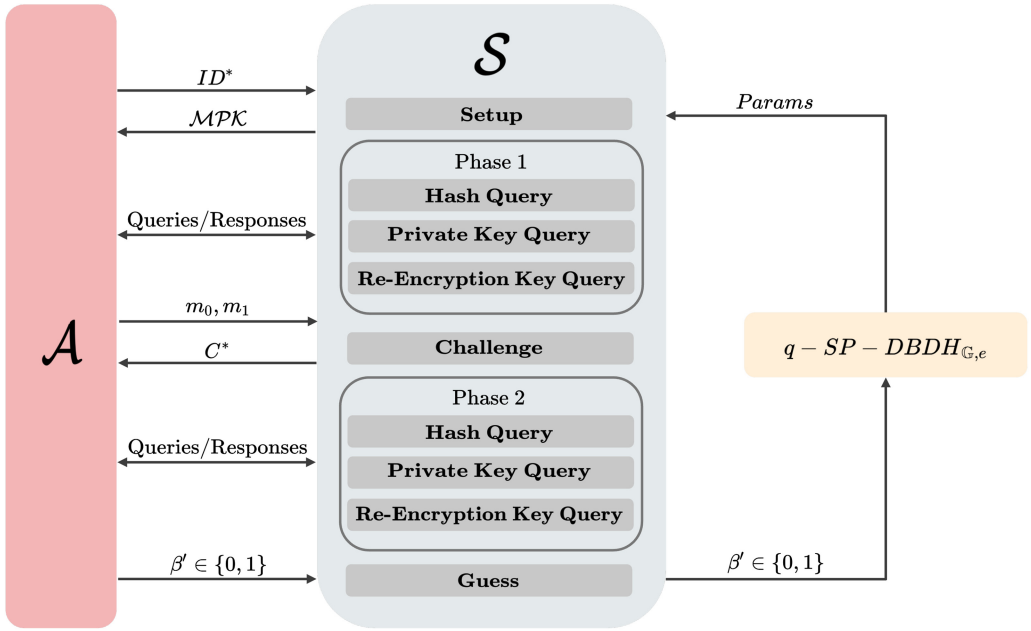 𝒜
𝒮
ID*
ℳ𝒫𝒦
Setup
Params
Phase 1
Hash Query
Queries/Responses
Private Key Query
Re-Encryption Key Query
m₀, m₁
Challenge
C*
q − SP − DBDH_{𝔾,e}
Phase 2
Hash Query
Queries/Responses
Private Key Query
Re-Encryption Key Query
β′ ∈ {0, 1}
Guess
β′ ∈ {0, 1}